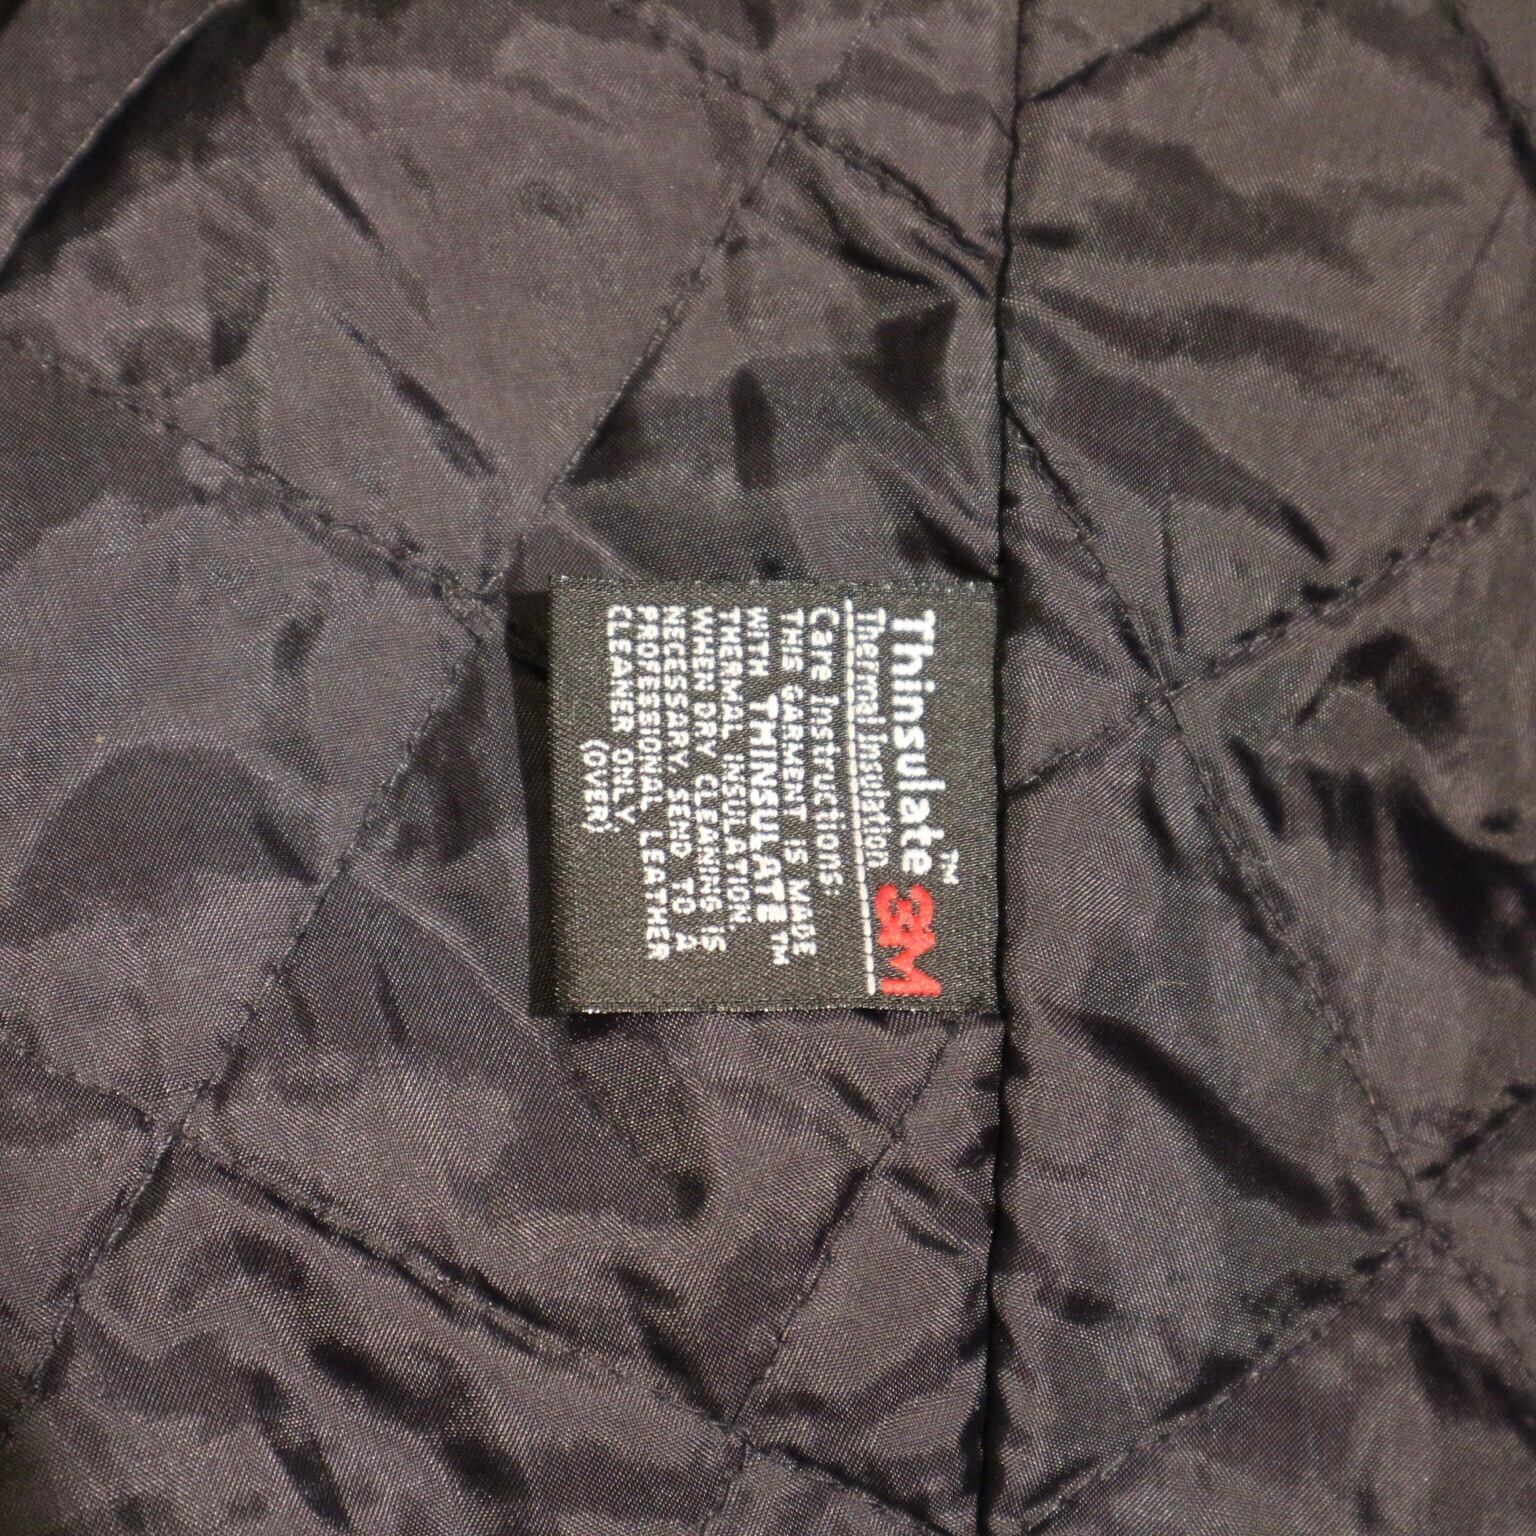 Thinsulate™ 3M
Thermal Insulation
Care Instructions:
THIS GARMENT IS MADE
WITH THINSULATE™
THERMAL INSULATION.
WHEN DRY CLEANING IS
NECESSARY SEND TO A
PROFESSIONAL LEATHER
CLEANER ONLY
(OVER)